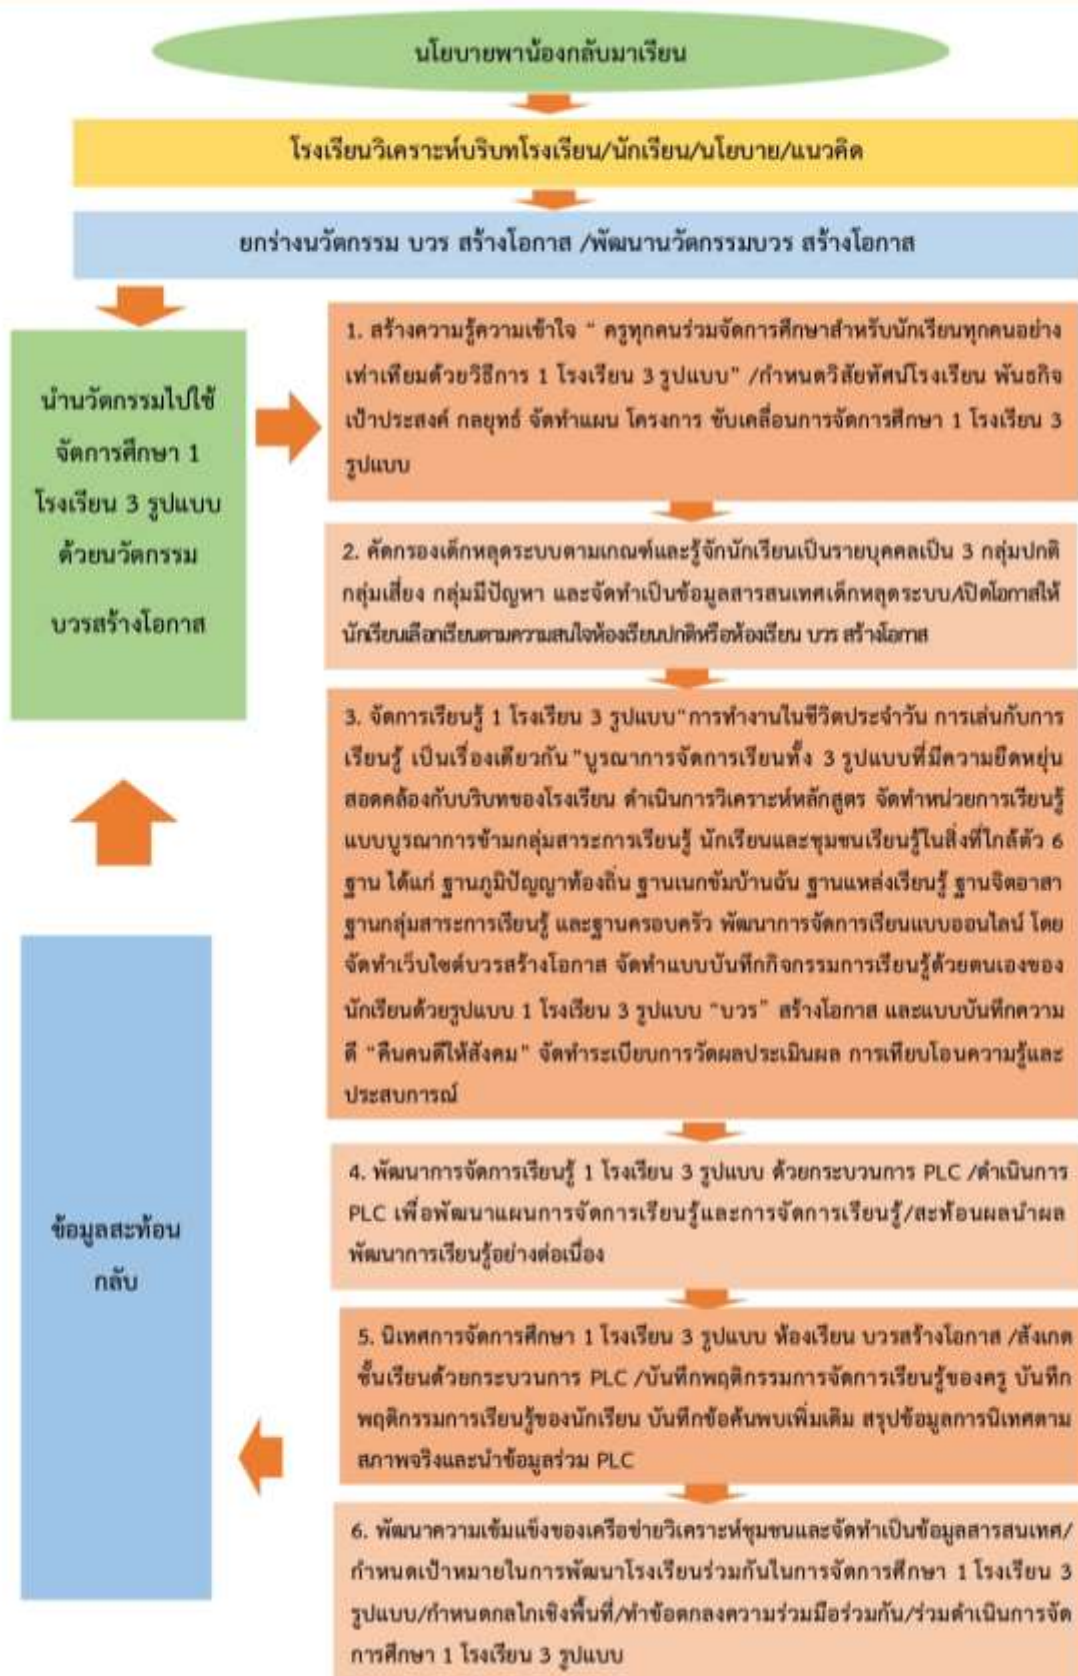 นโยบายพาน้องกลับมาเรียน
โรงเรียนวิเคราะห์บริบทโรงเรียน/นักเรียน/นโยบาย/แนวคิด
ยกร่างนวัตกรรม บวร สร้างโอกาส /พัฒนานวัตกรรมบวร สร้างโอกาส
นำนวัตกรรมไปใช้
จัดการศึกษา 1
โรงเรียน 3 รูปแบบ
ด้วยนวัตกรรม
บวรสร้างโอกาส
1. สร้างความรู้ความเข้าใจ " ครูทุกคนร่วมจัดการศึกษาสำหรับนักเรียนทุกคนอย่าง
เท่าเทียมด้วยวิธีการ 1 โรงเรียน 3 รูปแบบ" /กำหนดวิสัยทัศน์โรงเรียน พันธกิจ
เป้าประสงค์ กลยุทธ์ จัดทำแผน โครงการ ขับเคลื่อนการจัดการศึกษา 1 โรงเรียน 3
รูปแบบ
2. คัดกรองเด็กหลุดระบบตามเกณฑ์และรู้จักนักเรียนเป็นรายบุคคลเป็น 3 กลุ่มปกติ
กลุ่มเสี่ยง กลุ่มมีปัญหา และจัดทำเป็นข้อมูลสารสนเทศเด็กหลุดระบบ/เปิดโอกาสให้
นักเรียนเลือกเรียนตามความสนใจห้องเรียนปกติหรือห้องเรียน บวร สร้างโอกาส
3. จัดการเรียนรู้ 1 โรงเรียน 3 รูปแบบ"การทำงานในชีวิตประจำวัน การเล่นกับการ
เรียนรู้ เป็นเรื่องเดียวกัน"บูรณาการจัดการเรียนทั้ง 3 รูปแบบที่มีความยืดหยุ่น
สอดคล้องกับบริบทของโรงเรียน ดำเนินการวิเคราะห์หลักสูตร จัดทำหน่วยการเรียนรู้
แบบบูรณาการข้ามกลุ่มสาระการเรียนรู้ นักเรียนและชุมชนเรียนรู้ในสิ่งที่ใกล้ตัว 6
ฐาน ได้แก่ ฐานภูมิปัญญาท้องถิ่น ฐานเนกขัมบ้านฉัน ฐานแหล่งเรียนรู้ ฐานจิตอาสา
ฐานกลุ่มสาระการเรียนรู้ และฐานครอบครัว พัฒนาการจัดการเรียนแบบออนไลน์ โดย
จัดทำเว็บไซต์บวรสร้างโอกาส จัดทำแบบบันทึกกิจกรรมการเรียนรู้ด้วยตนเองของ
นักเรียนด้วยรูปแบบ 1 โรงเรียน 3 รูปแบบ "บวร" สร้างโอกาส และแบบบันทึกความ
ดี "คืนคนดีให้สังคม" จัดทำระเบียบการวัดผลประเมินผล การเทียบโอนความรู้และ
ประสบการณ์
4. พัฒนาการจัดการเรียนรู้ 1 โรงเรียน 3 รูปแบบ ด้วยกระบวนการ PLC /ดำเนินการ
PLC เพื่อพัฒนาแผนการจัดการเรียนรู้และการจัดการเรียนรู้/สะท้อนผลนำผล
พัฒนาการเรียนรู้อย่างต่อเนื่อง
5. นิเทศการจัดการศึกษา 1 โรงเรียน 3 รูปแบบ ห้องเรียน บวรสร้างโอกาส /สังเกต
ชั้นเรียนด้วยกระบวนการ PLC /บันทึกพฤติกรรมการจัดการเรียนรู้ของครู บันทึก
พฤติกรรมการเรียนรู้ของนักเรียน บันทึกข้อค้นพบเพิ่มเติม สรุปข้อมูลการนิเทศตาม
สภาพจริงและนำข้อมูลร่วม PLC
6. พัฒนาความเข้มแข็งของเครือข่ายวิเคราะห์ชุมชนและจัดทำเป็นข้อมูลสารสนเทศ/
กำหนดเป้าหมายในการพัฒนาโรงเรียนร่วมกันในการจัดการศึกษา 1 โรงเรียน 3
รูปแบบ/กำหนดกลไกเชิงพื้นที่/ทำข้อตกลงความร่วมมือร่วมกัน/ร่วมดำเนินการจัด
การศึกษา 1 โรงเรียน 3 รูปแบบ
ข้อมูลสะท้อน
กลับ